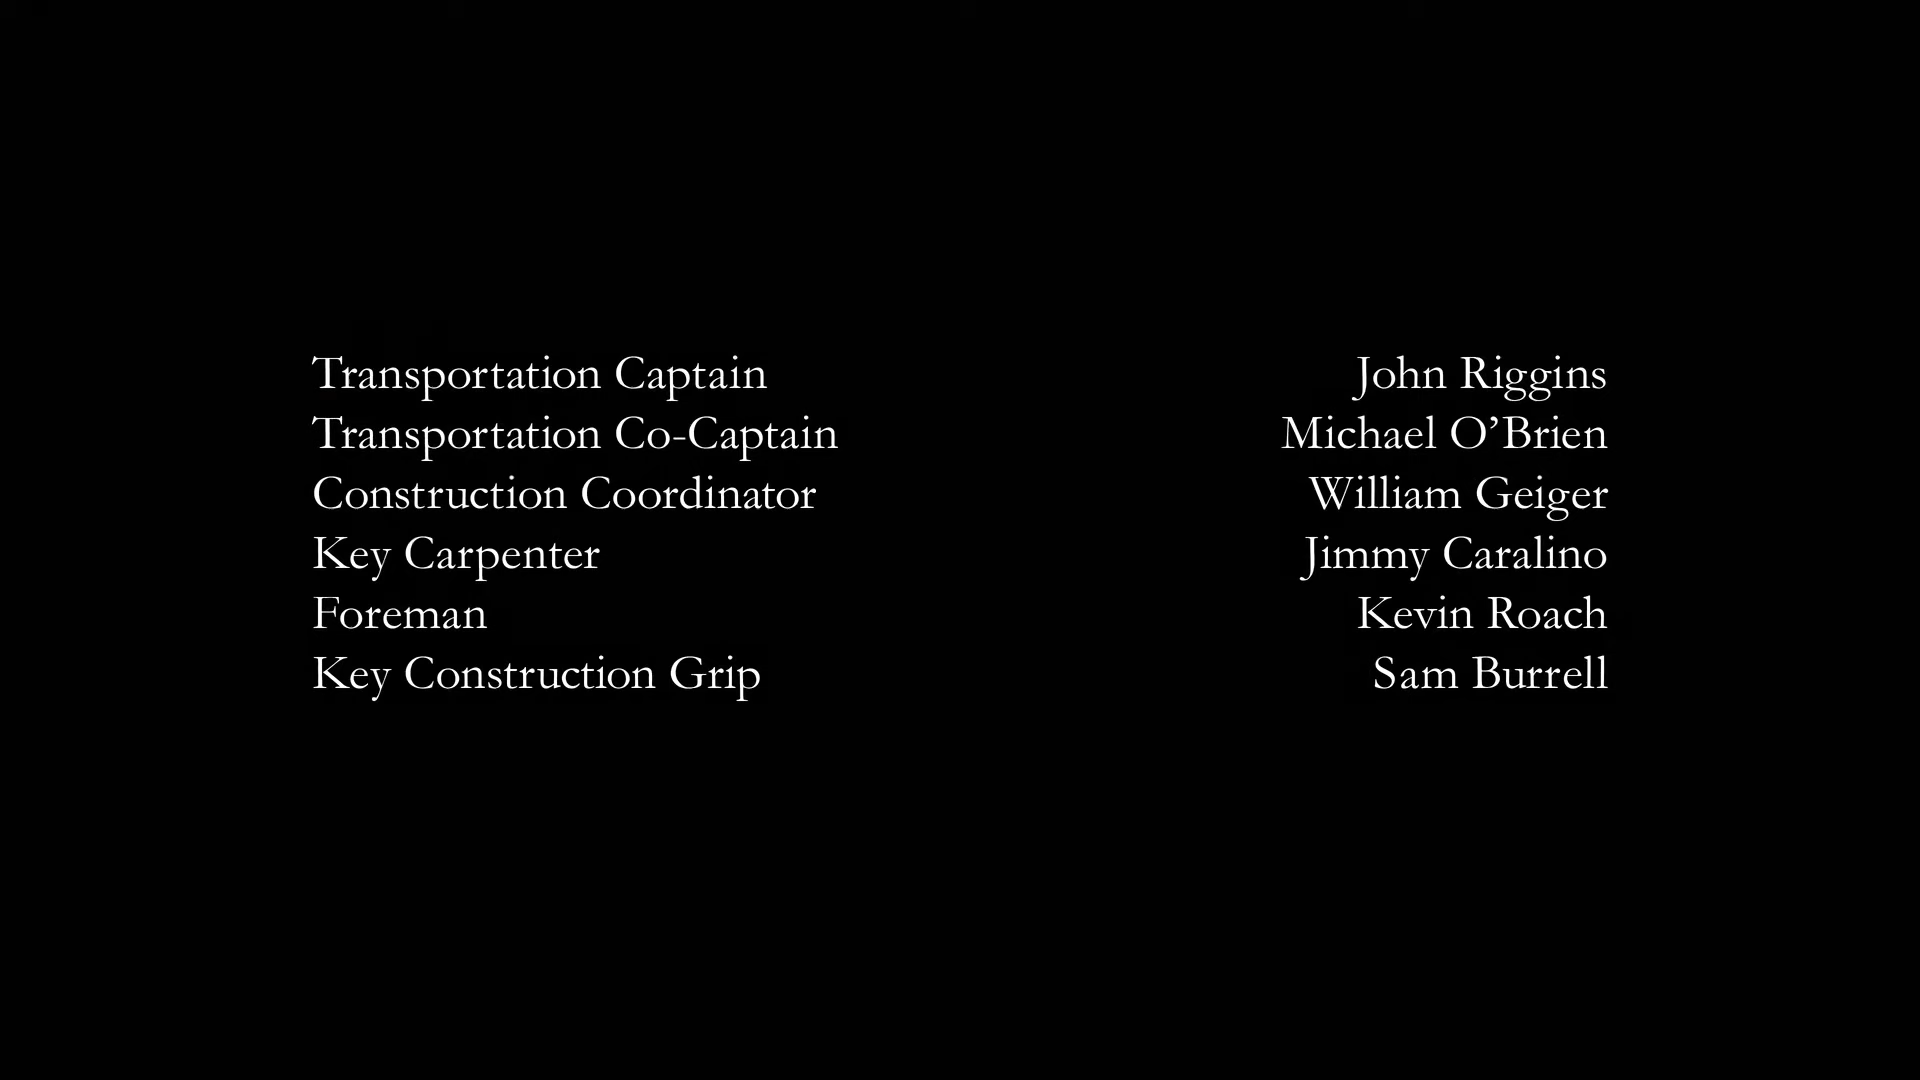 Transportation Captain John Riggins
Transportation Co-Captain Michael O’Brien
Construction Coordinator William Geiger
Key Carpenter Jimmy Caralino
Foreman Kevin Roach
Key Construction Grip Sam Burrell